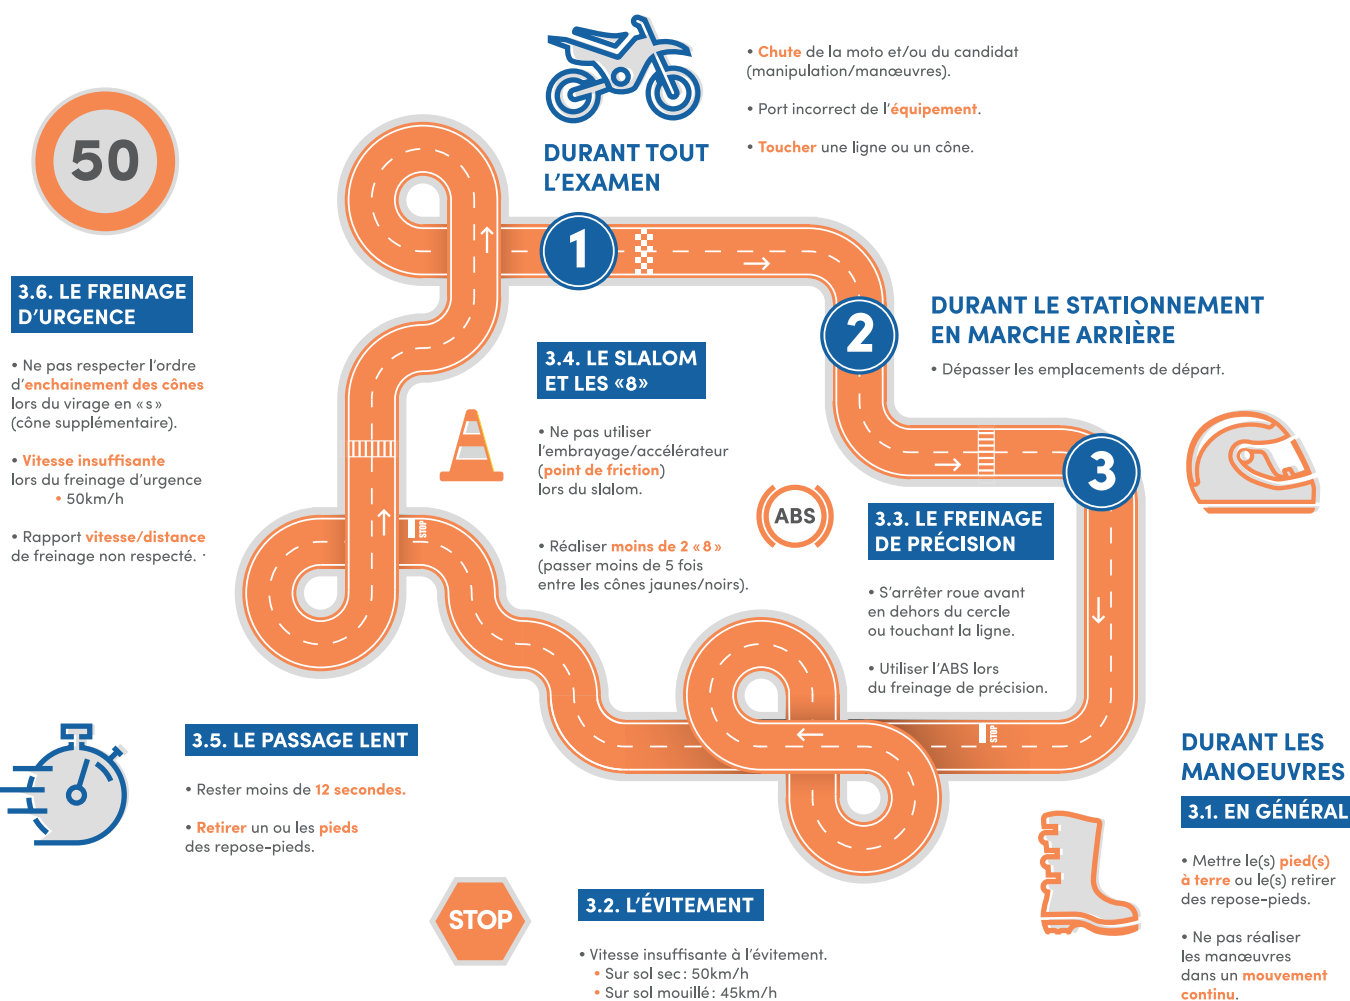 • Chute de la moto et/ou du candidat
(manipulation/manœuvres).
• Port incorrect de l'équipement.
• Toucher une ligne ou un cône.
DURANT TOUT
L'EXAMEN
1
50
2
DURANT LE STATIONNEMENT
EN MARCHE ARRIÈRE
• Dépasser les emplacements de départ.
3
DURANT LES
MANOEUVRES
3.1. EN GÉNÉRAL
• Mettre le(s) pied(s)
à terre ou le(s) retirer
des repose-pieds.
• Ne pas réaliser
les manœuvres
dans un mouvement
continu.
STOP
3.2. L'ÉVITEMENT
• Vitesse insuffisante à l'évitement.
• Sur sol sec : 50km/h
• Sur sol mouillé : 45km/h
ABS
3.3. LE FREINAGE
DE PRÉCISION
• S'arrêter roue avant
en dehors du cercle
ou touchant la ligne.
• Utiliser l'ABS lors
du freinage de précision.
STOP
3.4. LE SLALOM
ET LES «8»
• Ne pas utiliser
l'embrayage/accélérateur
(point de friction)
lors du slalom.
• Réaliser moins de 2 «8»
(passer moins de 5 fois
entre les cônes jaunes/noirs).
STOP
3.5. LE PASSAGE LENT
• Rester moins de 12 secondes.
• Retirer un ou les pieds
des repose-pieds.
3.6. LE FREINAGE
D'URGENCE
• Ne pas respecter l'ordre
d'enchainement des cônes
lors du virage en «s»
(cône supplémentaire).
• Vitesse insuffisante
lors du freinage d'urgence
• 50km/h
• Rapport vitesse/distance
de freinage non respecté.